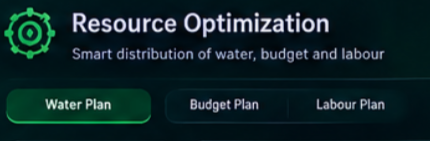 Resource Optimization
Smart distribution of water, budget and labour
Water Plan Budget Plan Labour Plan